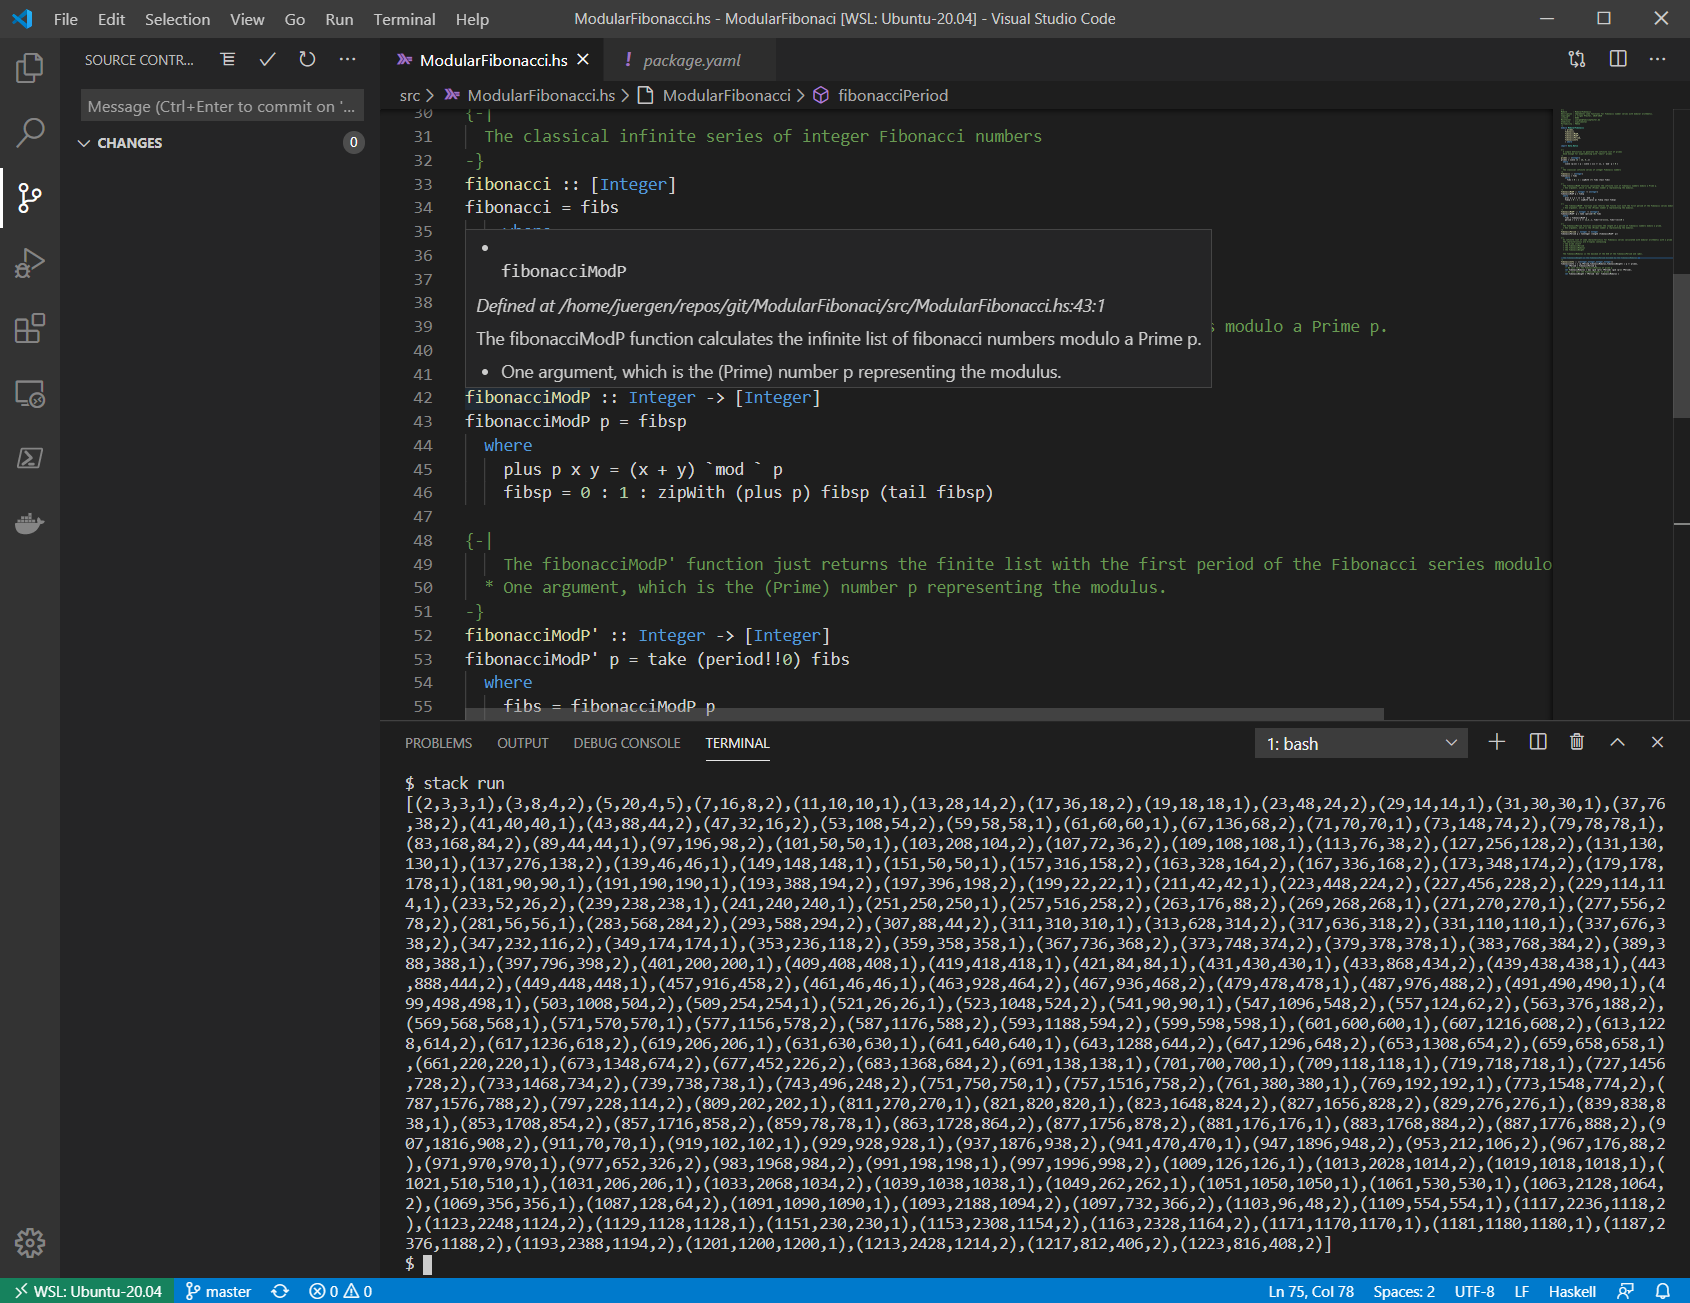 File Edit Selection View Go Run Terminal Help
ModularFibonacci.hs - ModularFibonaci [WSL: Ubuntu-20.04] - Visual Studio Code
SOURCE CONTR...
ModularFibonacci.hs
! package.yaml
Message (Ctrl+Enter to commit on '...
src > ModularFibonacci.hs > ModularFibonacci > fibonacciPeriod
CHANGES 0
30 {-|
31 The classical infinite series of integer Fibonacci numbers
32 -}
33 fibonacci :: [Integer]
34 fibonacci = fibs
35 where
36
37
38
39 s modulo a Prime p.
40
41
fibonacciModP
Defined at /home/juergen/repos/git/ModularFibonaci/src/ModularFibonacci.hs:43:1
The fibonacciModP function calculates the infinite list of fibonacci numbers modulo a Prime p.
• One argument, which is the (Prime) number p representing the modulus.
42 fibonacciModP :: Integer -> [Integer]
43 fibonacciModP p = fibsp
44 where
45 plus p x y = (x + y) `mod ` p
46 fibsp = 0 : 1 : zipWith (plus p) fibsp (tail fibsp)
47
48 {-|
49 The fibonacciModP' function just returns the finite list with the first period of the Fibonacci series modulo
50 * One argument, which is the (Prime) number p representing the modulus.
51 -}
52 fibonacciModP' :: Integer -> [Integer]
53 fibonacciModP' p = take (period!!0) fibs
54 where
55 fibs = fibonacciModP p
PROBLEMS OUTPUT DEBUG CONSOLE TERMINAL
1: bash
$ stack run
[(2,3,3,1),(3,8,4,2),(5,20,4,5),(7,16,8,2),(11,10,10,1),(13,28,14,2),(17,36,18,2),(19,18,18,1),(23,48,24,2),(29,14,14,1),(31,30,30,1),(37,76
,38,2),(41,40,40,1),(43,88,44,2),(47,32,16,2),(53,108,54,2),(59,58,58,1),(61,60,60,1),(67,136,68,2),(71,70,70,1),(73,148,74,2),(79,78,78,1),
(83,168,84,2),(89,44,44,1),(97,196,98,2),(101,50,50,1),(103,208,104,2),(107,72,36,2),(109,108,108,1),(113,76,38,2),(127,256,128,2),(131,130,
130,1),(137,276,138,2),(139,46,46,1),(149,148,148,1),(151,50,50,1),(157,316,158,2),(163,328,164,2),(167,336,168,2),(173,348,174,2),(179,178,
178,1),(181,90,90,1),(191,190,190,1),(193,388,194,2),(197,396,198,2),(199,22,22,1),(211,42,42,1),(223,448,224,2),(227,456,228,2),(229,114,11
4,1),(233,52,26,2),(239,238,238,1),(241,240,240,1),(251,250,250,1),(257,516,258,2),(263,176,88,2),(269,268,268,1),(271,270,270,1),(277,556,2
78,2),(281,56,56,1),(283,568,284,2),(293,588,294,2),(307,88,44,2),(311,310,310,1),(313,628,314,2),(317,636,318,2),(331,110,110,1),(337,676,3
38,2),(347,232,116,2),(349,174,174,1),(353,236,118,2),(359,358,358,1),(367,736,368,2),(373,748,374,2),(379,378,378,1),(383,768,384,2),(389,3
88,388,1),(397,796,398,2),(401,200,200,1),(409,408,408,1),(419,418,418,1),(421,84,84,1),(431,430,430,1),(433,868,434,2),(439,438,438,1),(443
,888,444,2),(449,448,448,1),(457,916,458,2),(461,46,46,1),(463,928,464,2),(467,936,468,2),(479,478,478,1),(487,976,488,2),(491,490,490,1),(4
99,498,498,1),(503,1008,504,2),(509,254,254,1),(521,26,26,1),(523,1048,524,2),(541,90,90,1),(547,1096,548,2),(557,124,62,2),(563,376,188,2),
(569,568,568,1),(571,570,570,1),(577,1156,578,2),(587,1176,588,2),(593,1188,594,2),(599,598,598,1),(601,600,600,1),(607,1216,608,2),(613,122
8,614,2),(617,1236,618,2),(619,206,206,1),(631,630,630,1),(641,640,640,1),(643,1288,644,2),(647,1296,648,2),(653,1308,654,2),(659,658,658,1)
,(661,220,220,1),(673,1348,674,2),(677,452,226,2),(683,1368,684,2),(691,138,138,1),(701,700,700,1),(709,118,118,1),(719,718,718,1),(727,1456
,728,2),(733,1468,734,2),(739,738,738,1),(743,496,248,2),(751,750,750,1),(757,1516,758,2),(761,380,380,1),(769,192,192,1),(773,1548,774,2),(
787,1576,788,2),(797,228,114,2),(809,202,202,1),(811,270,270,1),(821,820,820,1),(823,1648,824,2),(827,1656,828,2),(829,276,276,1),(839,838,8
38,1),(853,1708,854,2),(857,1716,858,2),(859,78,78,1),(863,1728,864,2),(877,1756,878,2),(881,176,176,1),(883,1768,884,2),(887,1776,888,2),(9
07,1816,908,2),(911,70,70,1),(919,102,102,1),(929,928,928,1),(937,1876,938,2),(941,470,470,1),(947,1896,948,2),(953,212,106,2),(967,176,88,2
),(971,970,970,1),(977,652,326,2),(983,1968,984,2),(991,198,198,1),(997,1996,998,2),(1009,126,126,1),(1013,2028,1014,2),(1019,1018,1018,1),(
1021,510,510,1),(1031,206,206,1),(1033,2068,1034,2),(1039,1038,1038,1),(1049,262,262,1),(1051,1050,1050,1),(1061,530,530,1),(1063,2128,1064,
2),(1069,356,356,1),(1087,128,64,2),(1091,1090,1090,1),(1093,2188,1094,2),(1097,732,366,2),(1103,96,48,2),(1109,554,554,1),(1117,2236,1118,2
),(1123,2248,1124,2),(1129,1128,1128,1),(1151,230,230,1),(1153,2308,1154,2),(1163,2328,1164,2),(1171,1170,1170,1),(1181,1180,1180,1),(1187,2
376,1188,2),(1193,2388,1194,2),(1201,1200,1200,1),(1213,2428,1214,2),(1217,812,406,2),(1223,816,408,2)]
$
WSL: Ubuntu-20.04 master 0 0 Ln 75, Col 78 Spaces: 2 UTF-8 LF Haskell